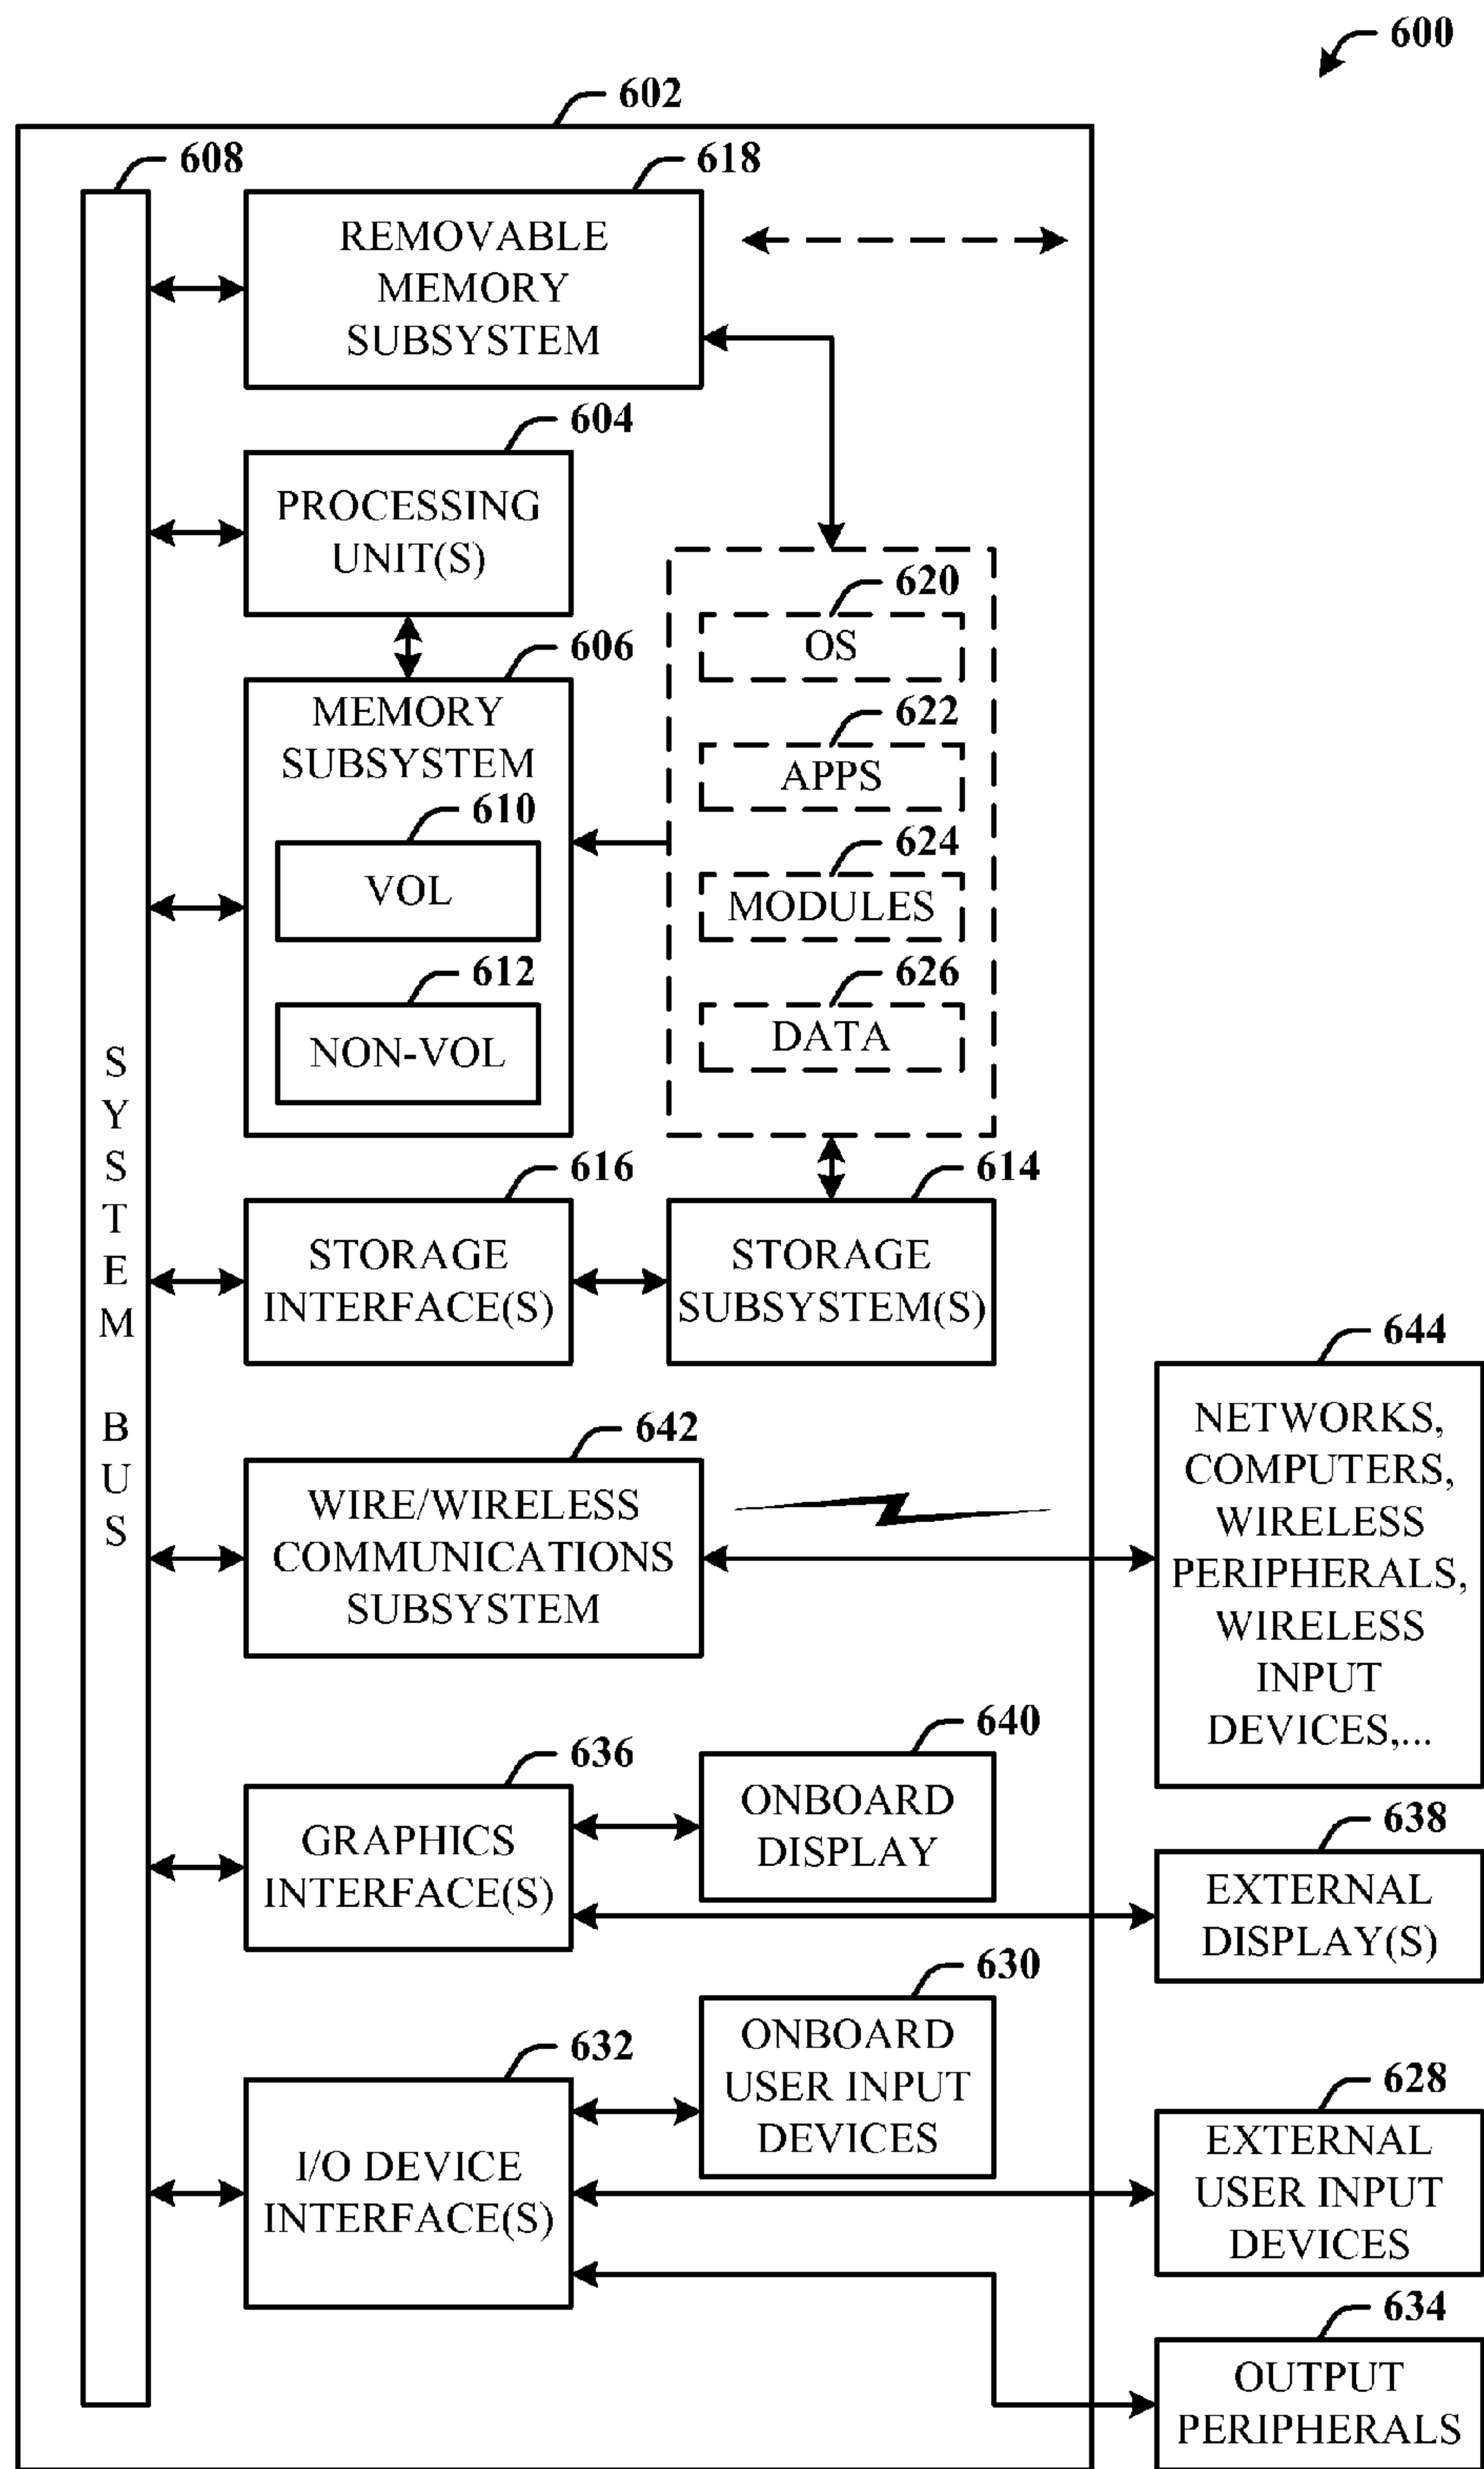 600
602
608
618
REMOVABLE
MEMORY
SUBSYSTEM
604
PROCESSING
UNIT(S)
620
OS
606
MEMORY
SUBSYSTEM
622
APPS
610
VOL
624
MODULES
612
NON-VOL
626
DATA
SYSTEM BUS
616
STORAGE
INTERFACE(S)
614
STORAGE
SUBSYSTEM(S)
644
NETWORKS,
COMPUTERS,
WIRELESS
PERIPHERALS,
WIRELESS
INPUT
DEVICES,...
642
WIRE/WIRELESS
COMMUNICATIONS
SUBSYSTEM
640
ONBOARD
DISPLAY
636
GRAPHICS
INTERFACE(S)
638
EXTERNAL
DISPLAY(S)
630
ONBOARD
USER INPUT
DEVICES
632
I/O DEVICE
INTERFACE(S)
628
EXTERNAL
USER INPUT
DEVICES
634
OUTPUT
PERIPHERALS